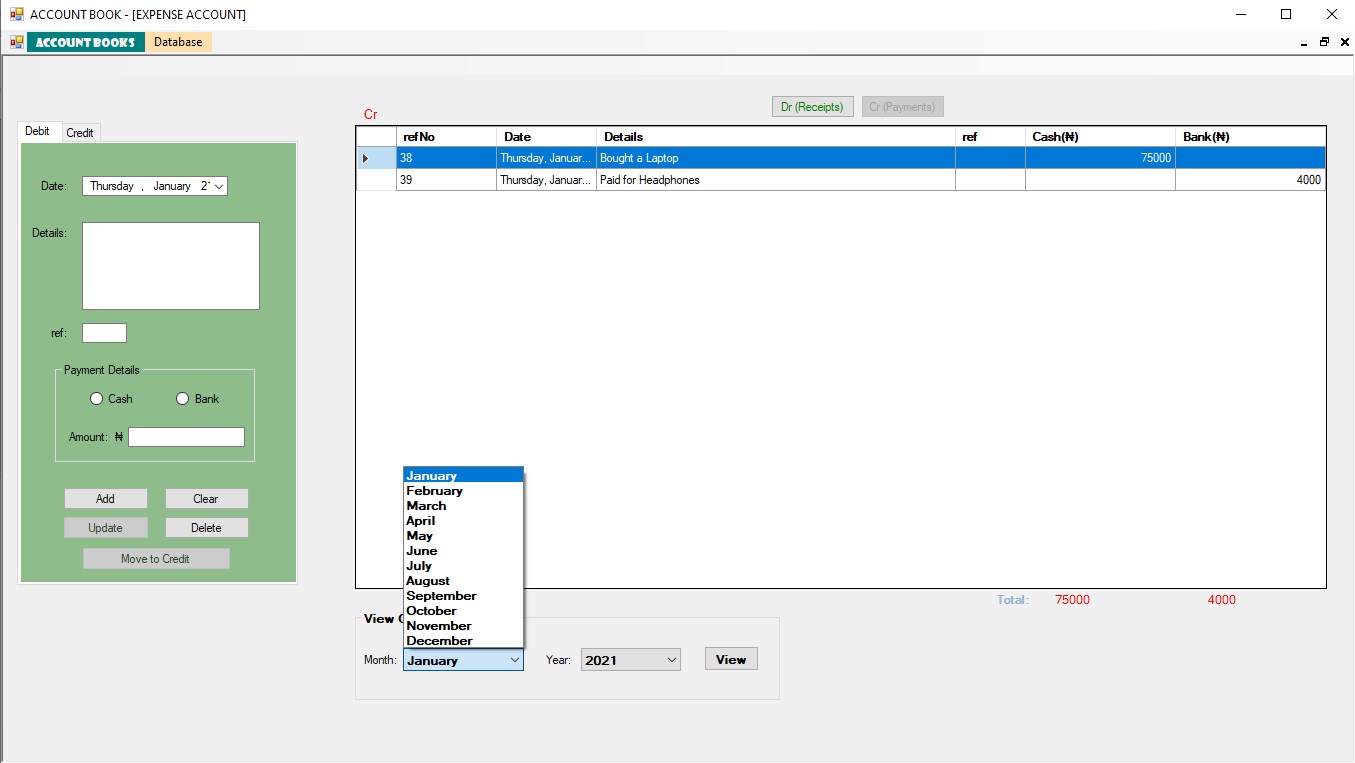 ACCOUNT BOOK - [EXPENSE ACCOUNT]
ACCOUNT BOOKS Database
Dr (Receipts) Cr (Payments)
Cr
Debit Credit
Date: Thursday , January
Details:
ref:
Payment Details
Cash Bank
Amount: ₦
Add Clear
Update Delete
Move to Credit
refNo Date Details ref Cash(₦) Bank(₦)
38 Thursday, Januar... Bought a Laptop 75000
39 Thursday, Januar... Paid for Headphones 4000
Total: 75000 4000
January
February
March
April
May
June
July
August
September
October
November
December
View
Month: January Year: 2021 View